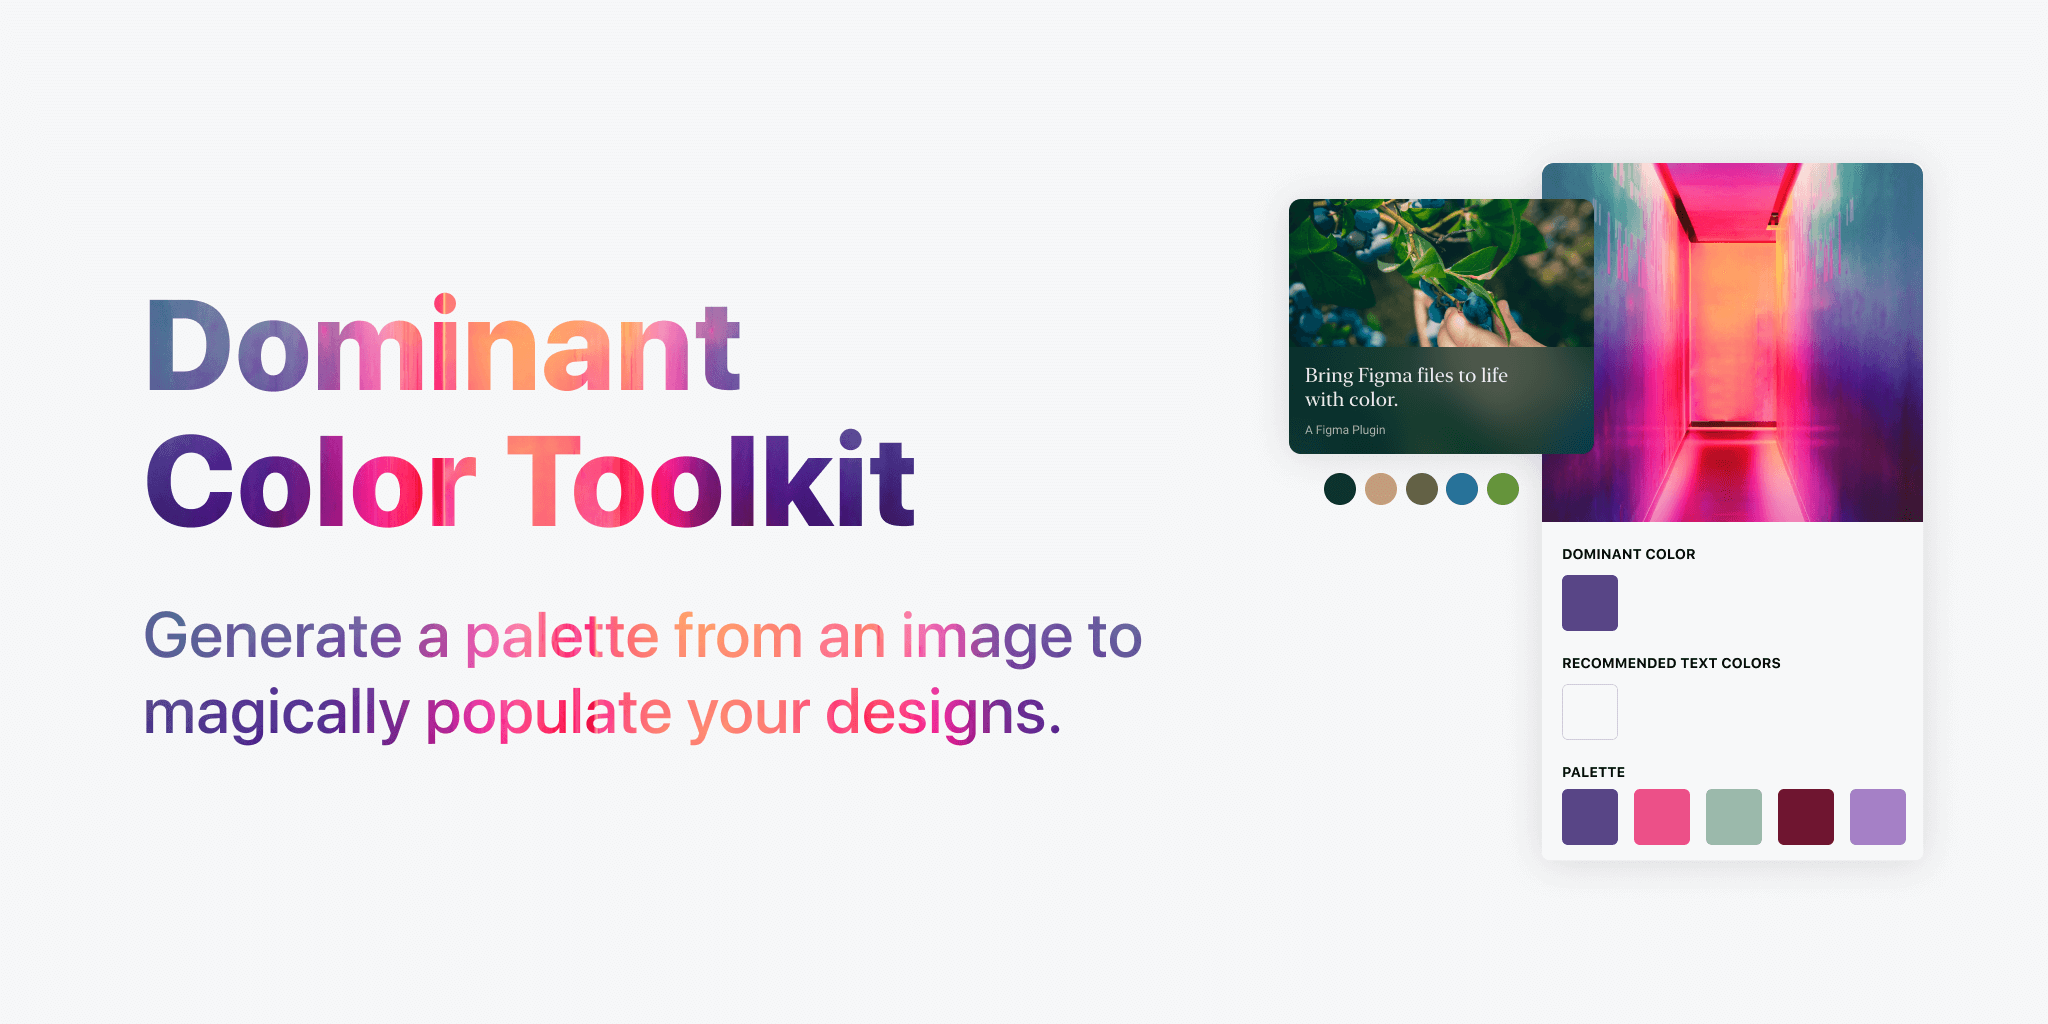 Dominant
Color Toolkit
Generate a palette from an image to
magically populate your designs.
Bring Figma files to life
with color.
A Figma Plugin
DOMINANT COLOR
RECOMMENDED TEXT COLORS
PALETTE